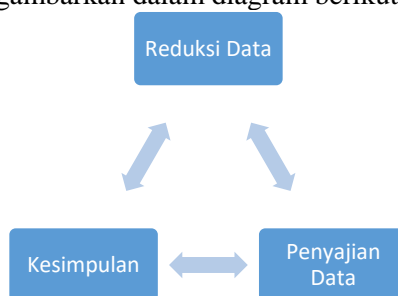 gambarkan dalam diagram berikut
Reduksi Data
Kesimpulan
Penyajian
Data